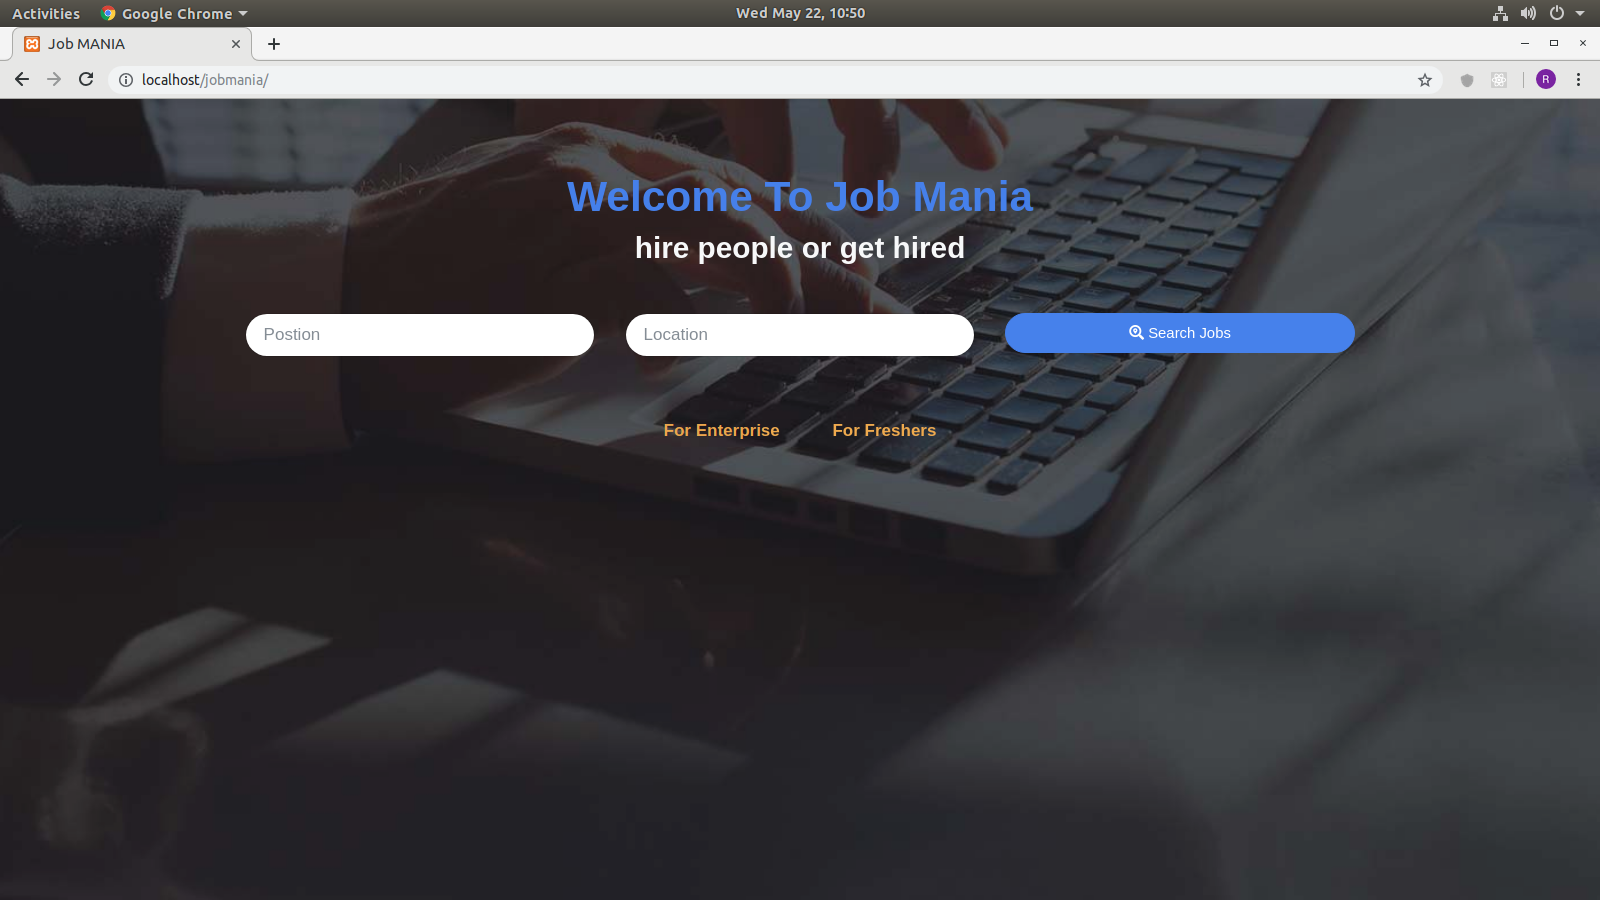 Activities Google Chrome Wed May 22, 10:50
Job MANIA
localhost/jobmania/ R
Welcome To Job Mania
hire people or get hired
Postion Location Search Jobs
For Enterprise For Freshers